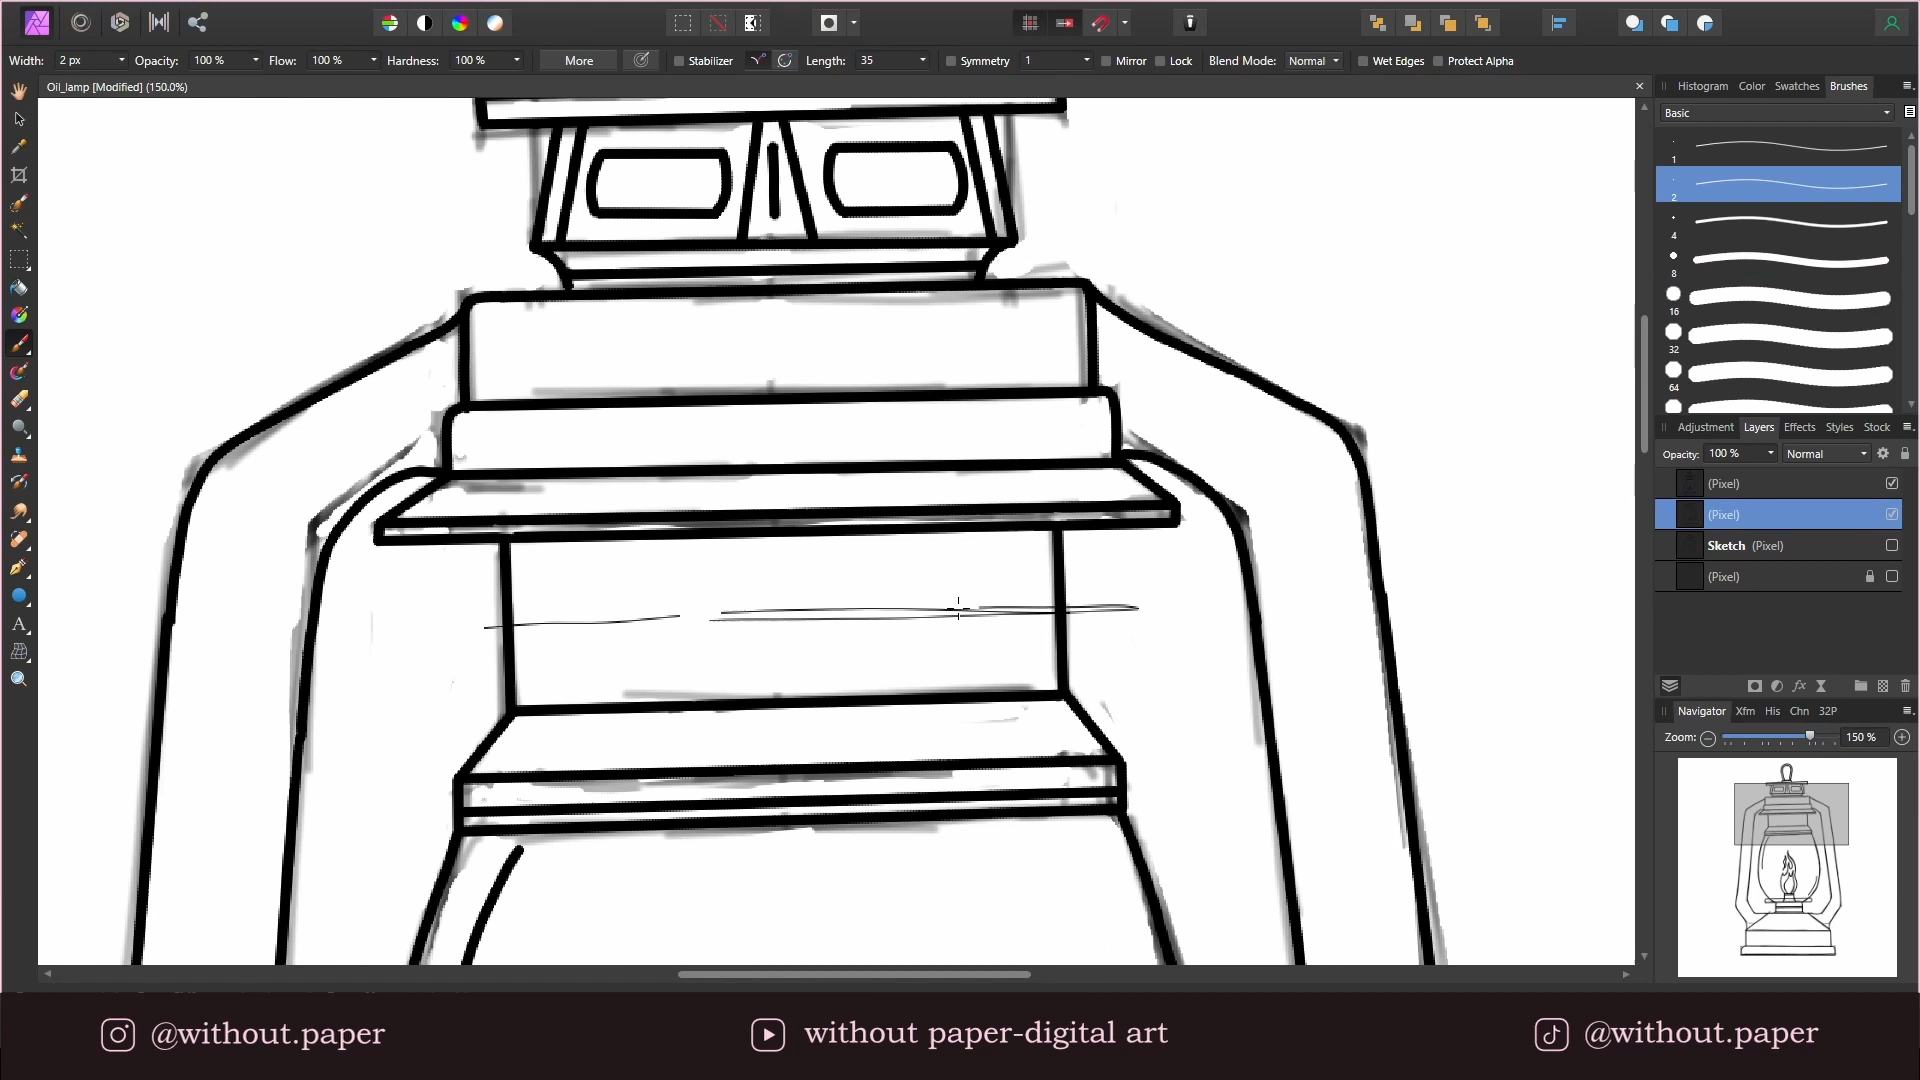 Width: 2 px Opacity: 100 % Flow: 100 % Hardness: 100 % More Stabilizer Length: 35 Symmetry 1 Mirror Lock Blend Mode: Normal Wet Edges Protect Alpha
Oil_lamp [Modified] (150.0%)
Histogram Color Swatches Brushes
Basic
1
2
4
8
16
32
64
Adjustment Layers Effects Styles Stock
Opacity: 100 % Normal
(Pixel)
(Pixel)
Sketch (Pixel)
(Pixel)
Navigator Xfm His Chn 32P
Zoom: 150 %
@without.paper without paper-digital art @without.paper